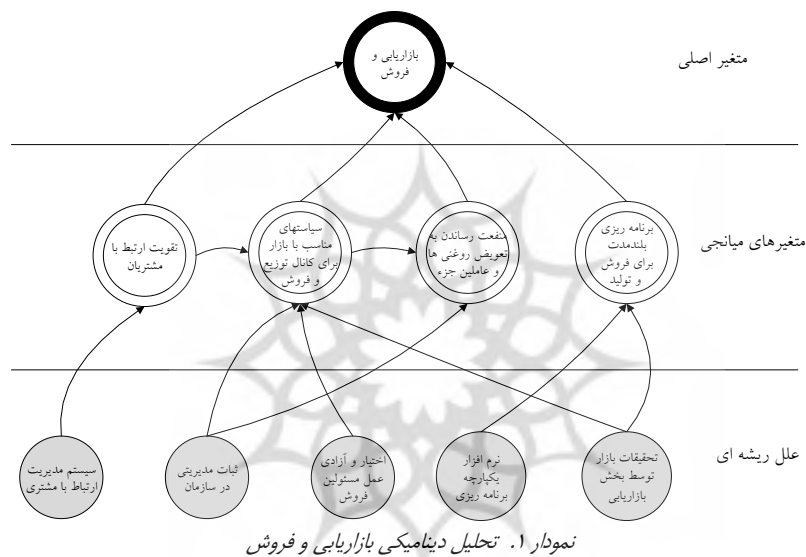 بازاریابی و
فروش
متغیر اصلی
برنامه ریزی
بلندمدت
برای فروش
و تولید
منفعت رساندن به
تعویض روغنی ها
و عاملین جزء
سیاستهای
مناسب با بازار
برای کانال توزیع
و فروش
تقویت ارتبط با
مشتریان
متغیرهای میانجی
تحقیقات بازار
توسط بخش
بازاریابی
نرم افزار
یکپارچه
برنامه ریزی
اختیار و آزادی
عمل مسئولین
فروش
ثبات مدیریتی
در سازمان
سیستم مدیریت
ارتباط با مشتری
علل ریشه ای
نمودار ۱. تحلیل دینامیکی بازاریابی و فروش